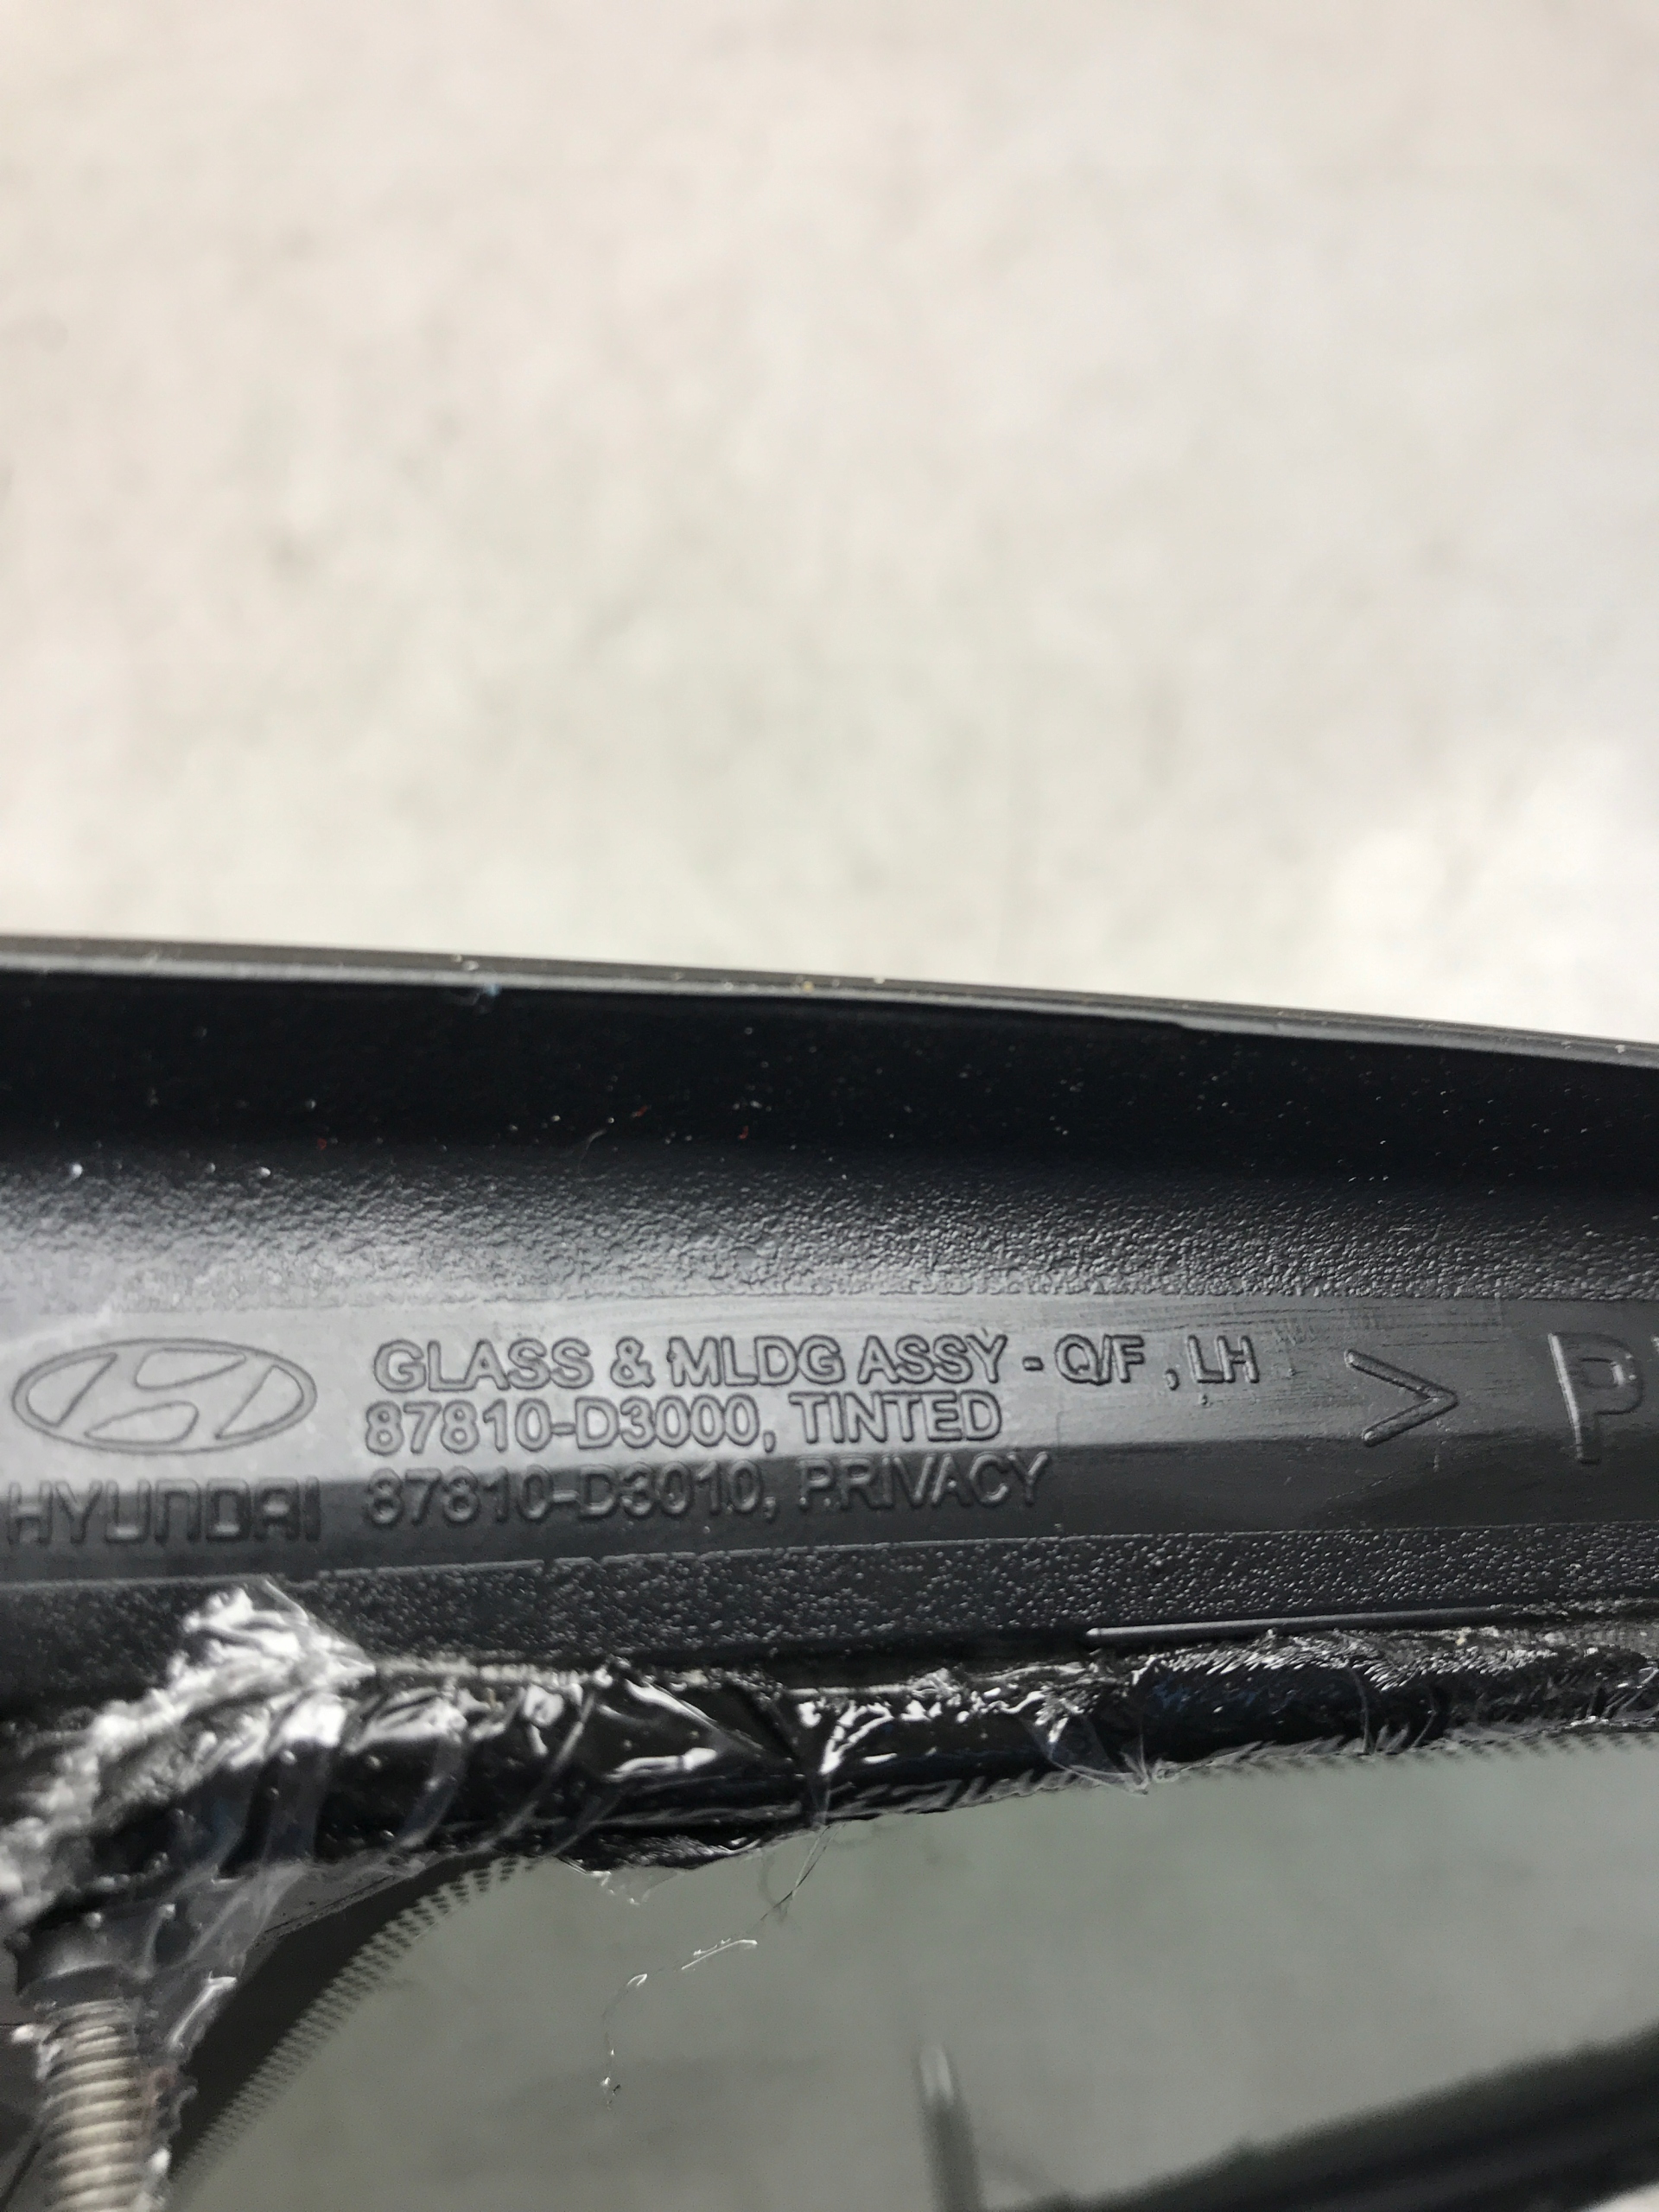 GLASS & MLDG ASSY - Q/F , LH
87810-D3000, TINTED
87810-D3010, PRIVACY
HYUNDAI
>